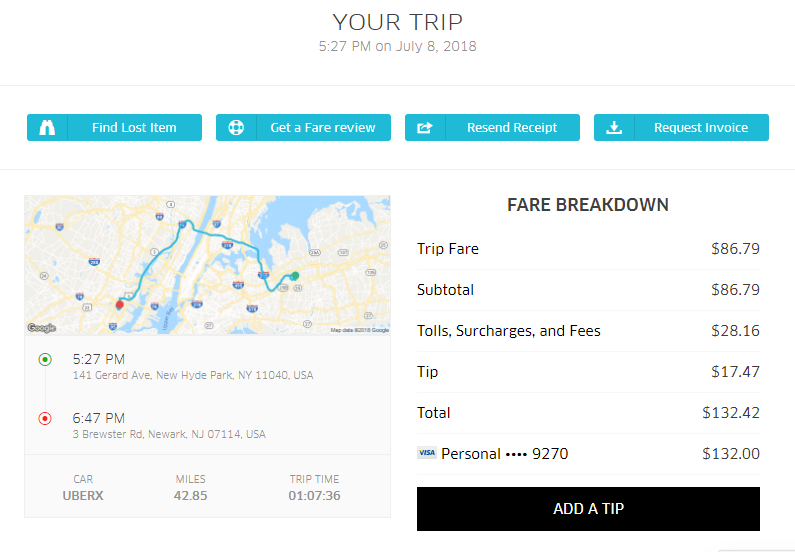 YOUR TRIP
5:27 PM on July 8, 2018
Find Lost Item
Get a Fare review
Resend Receipt
Request Invoice
Google
Map data ©2018 Google
5:27 PM
141 Gerard Ave, New Hyde Park, NY 11040, USA
6:47 PM
3 Brewster Rd, Newark, NJ 07114, USA
CAR MILES TRIP TIME
UBERX 42.85 01:07:36
FARE BREAKDOWN
Trip Fare $86.79
Subtotal $86.79
Tolls, Surcharges, and Fees $28.16
Tip $17.47
Total $132.42
VISA Personal •••• 9270 $132.00
ADD A TIP